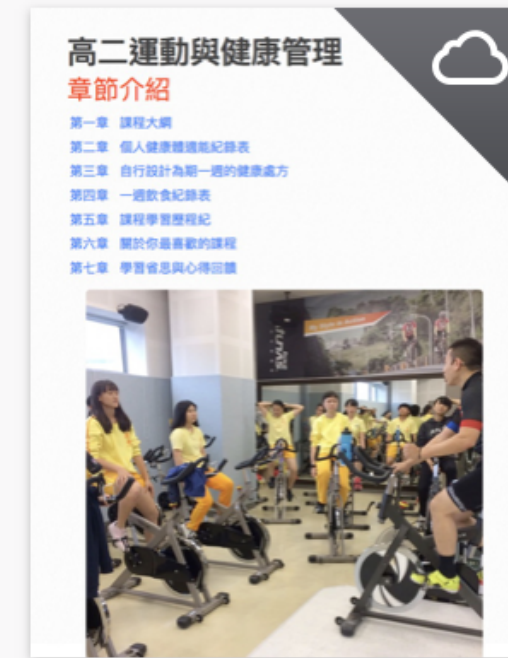 高二運動與健康管理
章節介紹
第一章 課程大綱
第二章 個人健康體適能紀錄表
第三章 自行設計為期一週的健康處方
第四章 一週飲食紀錄表
第五章 課程學習歷程紀
第六章 關於你最喜歡的課程
第七章 學習省思與心得回饋